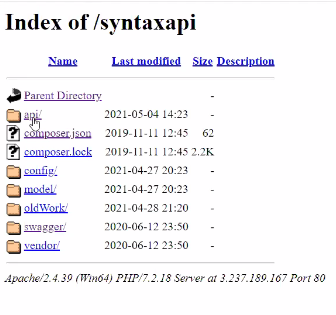 Index of /syntaxapi
Name Last modified Size Description
Parent Directory -
api/ 2021-05-04 14:23 -
composer.json 2019-11-11 12:45 62
composer.lock 2019-11-11 12:45 2.2K
config/ 2021-04-27 20:23 -
model/ 2021-04-27 20:23 -
oldWork/ 2021-04-28 21:20 -
swagger/ 2020-06-12 23:50 -
vendor/ 2020-06-12 23:50 -
Apache/2.4.39 (Win64) PHP/7.2.18 Server at 3.237.189.167 Port 80